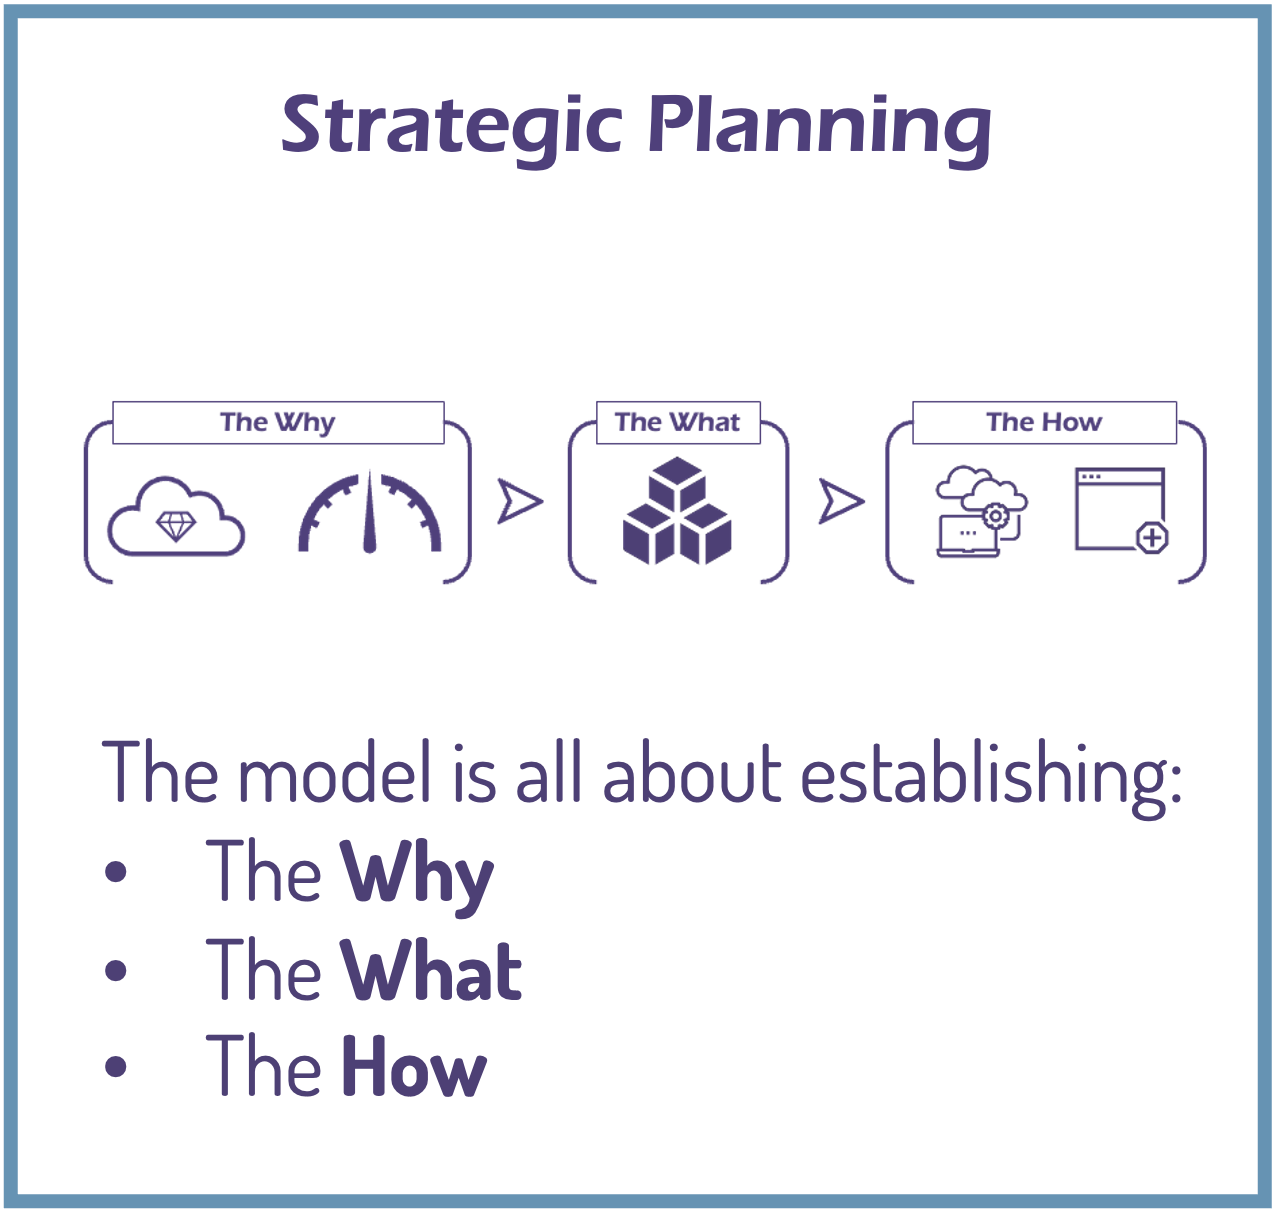 Strategic Planning
The Why
The What
The How
The model is all about establishing:
• The Why
• The What
• The How